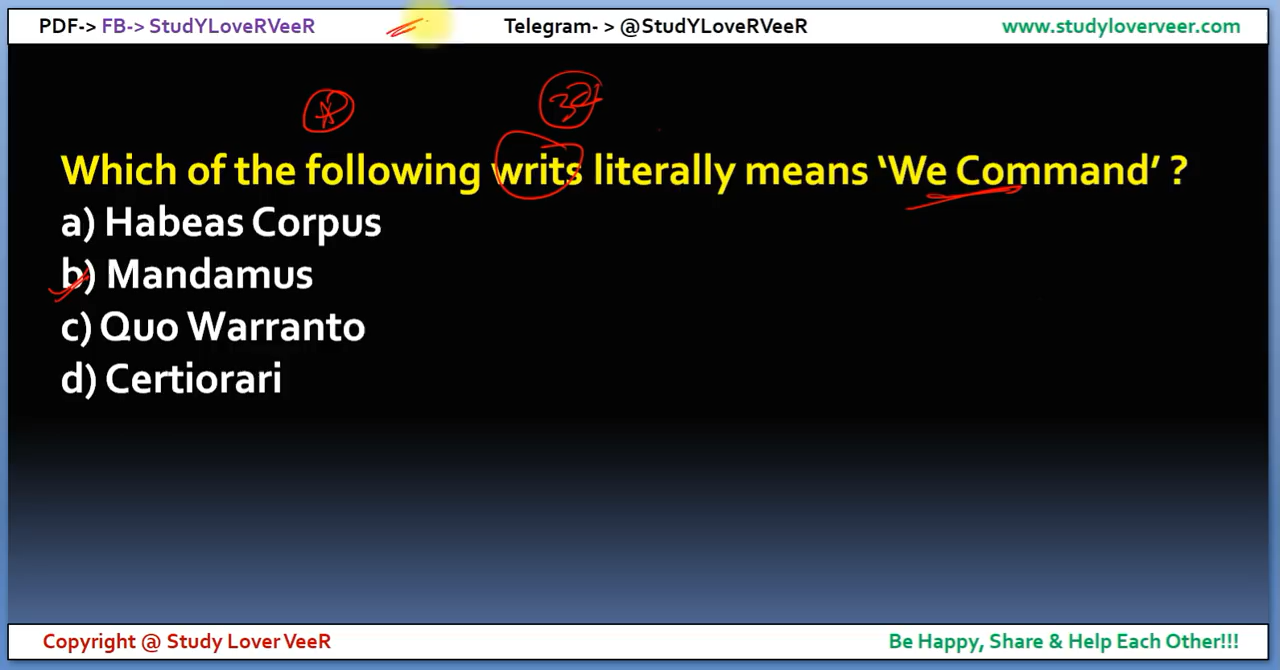 PDF-> FB-> StudYLoveRVeeR Telegram- > @StudYLoveRVeeR www.studyloverveer.com
Which of the following writs literally means ‘We Command’ ?
a) Habeas Corpus
b) Mandamus
c) Quo Warranto
d) Certiorari
Copyright @ Study Lover VeeR Be Happy, Share & Help Each Other!!!